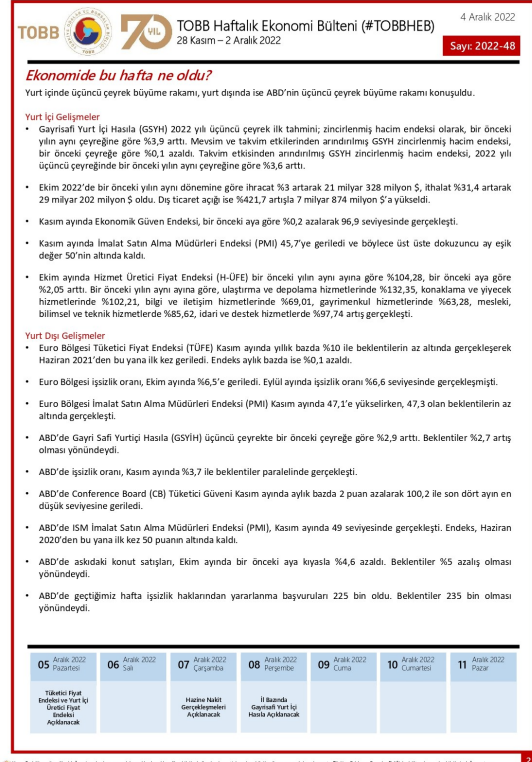 TOBB
70 YIL
TOBB Haftalık Ekonomi Bülteni (#TOBBHEB)
28 Kasım – 2 Aralık 2022
4 Aralık 2022
Sayı: 2022-48
Ekonomide bu hafta ne oldu?
Yurt içinde üçüncü çeyrek büyüme rakamı, yurt dışında ise ABD'nin üçüncü çeyrek büyüme rakamı konuşuldu.
Yurt İçi Gelişmeler
• Gayrisafi Yurt İçi Hasıla (GSYH) 2022 yılı üçüncü çeyrek ilk tahmini; zincirlenmiş hacim endeksi olarak, bir önceki
yılın aynı çeyreğine göre %3,9 arttı. Mevsim ve takvim etkilerinden arındırılmış GSYH zincirlenmiş hacim endeksi,
bir önceki çeyreğe göre %0,1 azaldı. Takvim etkisinden arındırılmış GSYH zincirlenmiş hacim endeksi, 2022 yılı
üçüncü çeyreğinde bir önceki yılın aynı çeyreğine göre %3,6 arttı.
• Ekim 2022'de bir önceki yılın aynı dönemine göre ihracat %3 artarak 21 milyar 328 milyon $, ithalat %31,4 artarak
29 milyar 202 milyon $ oldu. Dış ticaret açığı ise %421,7 artışla 7 milyar 874 milyon $'a yükseldi.
• Kasım ayında Ekonomik Güven Endeksi, bir önceki aya göre %0,2 azalarak 96,9 seviyesinde gerçekleşti.
• Kasım ayında İmalat Satın Alma Müdürleri Endeksi (PMI) 45,7'ye geriledi ve böylece üst üste dokuzuncu ay eşik
değer 50'nin altında kaldı.
• Ekim ayında Hizmet Üretici Fiyat Endeksi (H-ÜFE) bir önceki yılın aynı ayına göre %104,28, bir önceki aya göre
%2,05 arttı. Bir önceki yılın aynı ayına göre, ulaştırma ve depolama hizmetlerinde %132,35, konaklama ve yiyecek
hizmetlerinde %102,21, bilgi ve iletişim hizmetlerinde %69,01, gayrimenkul hizmetlerinde %63,28, mesleki,
bilimsel ve teknik hizmetlerde %85,62, idari ve destek hizmetlerde %97,74 artış gerçekleşti.
Yurt Dışı Gelişmeler
• Euro Bölgesi Tüketici Fiyat Endeksi (TÜFE) Kasım ayında yıllık bazda %10 ile beklentilerin az altında gerçekleşerek
Haziran 2021'den bu yana ilk kez geriledi. Endeks aylık bazda ise %0,1 azaldı.
• Euro Bölgesi işsizlik oranı, Ekim ayında %6,5'e geriledi. Eylül ayında işsizlik oranı %6,6 seviyesinde gerçekleşmişti.
• Euro Bölgesi İmalat Satın Alma Müdürleri Endeksi (PMI) Kasım ayında 47,1'e yükselirken, 47,3 olan beklentilerin az
altında gerçekleşti.
• ABD'de Gayri Safi Yurtiçi Hasıla (GSYİH) üçüncü çeyrekte bir önceki çeyreğe göre %2,9 arttı. Beklentiler %2,7 artış
olması yönündeydi.
• ABD'de işsizlik oranı, Kasım ayında %3,7 ile beklentiler paralelinde gerçekleşti.
• ABD'de Conference Board (CB) Tüketici Güveni Kasım ayında aylık bazda 2 puan azalarak 100,2 ile son dört ayın en
düşük seviyesine geriledi.
• ABD'de ISM İmalat Satın Alma Müdürleri Endeksi (PMI), Kasım ayında 49 seviyesinde gerçekleşti. Endeks, Haziran
2020'den bu yana ilk kez 50 puanın altında kaldı.
• ABD'de askıdaki konut satışları, Ekim ayında bir önceki aya kıyasla %4,6 azaldı. Beklentiler %5 azalış olması
yönündeydi.
• ABD'de geçtiğimiz hafta işsizlik haklarından yararlanma başvuruları 225 bin oldu. Beklentiler 235 bin olması
yönündeydi.
05 Aralık 2022 Pazartesi
06 Aralık 2022 Salı
07 Aralık 2022 Çarşamba
08 Aralık 2022 Perşembe
09 Aralık 2022 Cuma
10 Aralık 2022 Cumartesi
11 Aralık 2022 Pazar
Tüketici Fiyat
Endeksi ve Yurt İçi
Üretici Fiyat
Endeksi
Açıklanacak
Hazine Nakit
Gerçekleşmeleri
Açıklanacak
İl Bazında
Gayrisafi Yurt İçi
Hasıla Açıklanacak
2